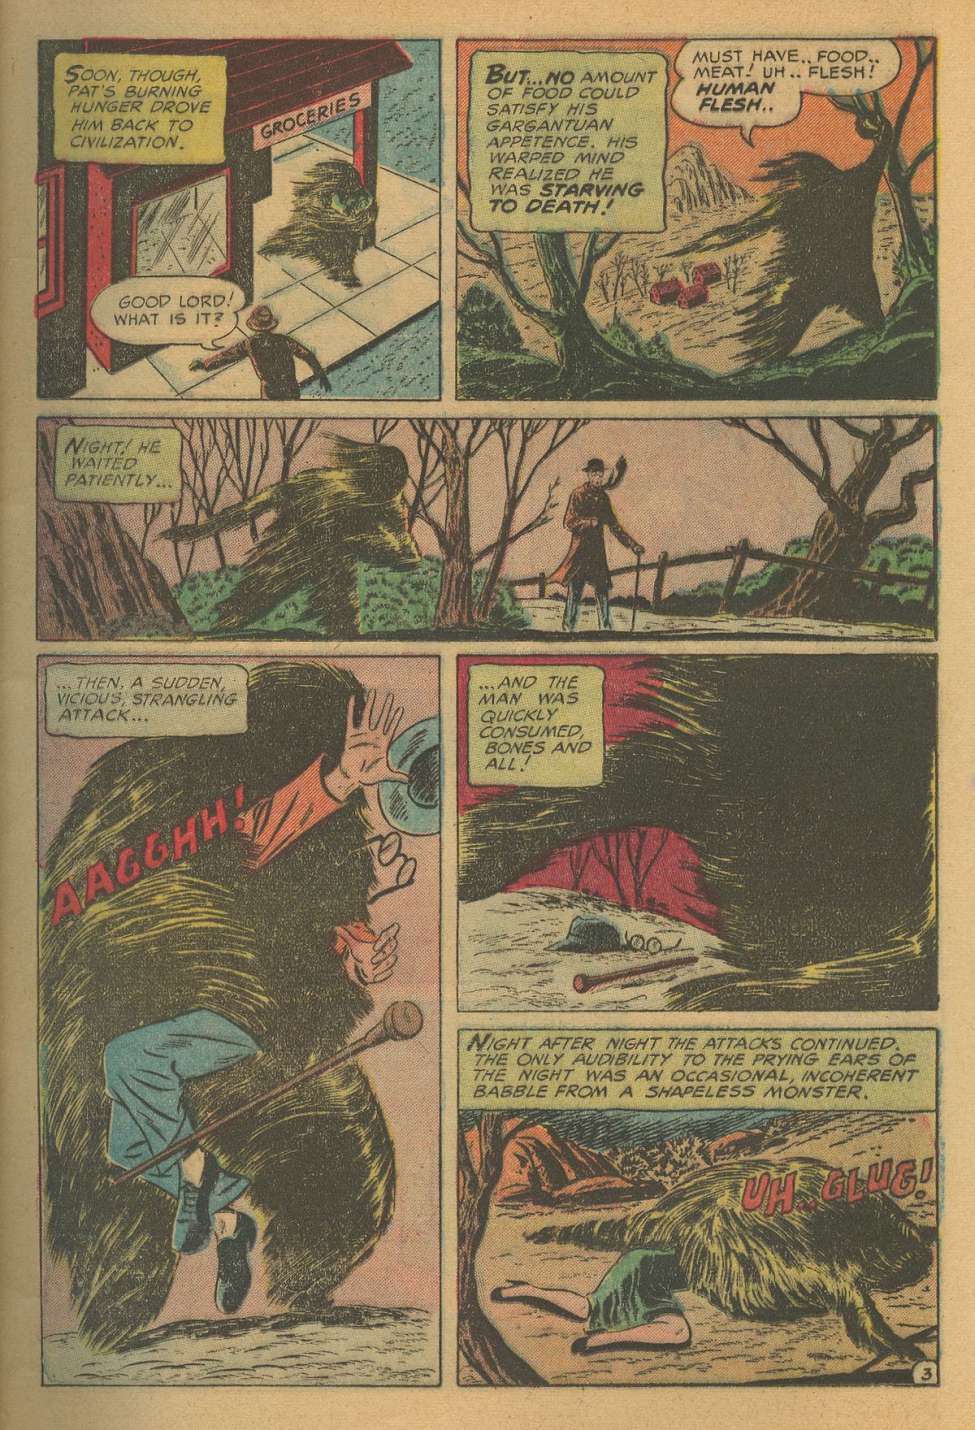 SOON, THOUGH,
PAT'S BURNING
HUNGER DROVE
HIM BACK TO
CIVILIZATION.
GROCERIES
GOOD LORD!
WHAT IS IT?
BUT...NO AMOUNT
OF FOOD COULD
SATISFY HIS
GARGANTUAN
APPETENCE. HIS
WARPED MIND
REALIZED HE
WAS STARVING
TO DEATH!
MUST HAVE.. FOOD..
MEAT! UH.. FLESH!
HUMAN
FLESH..
NIGHT! HE
WAITED
PATIENTLY...
...THEN, A SUDDEN,
VICIOUS, STRANGLING
ATTACK...
AAGGHH!
...AND THE
MAN WAS
QUICKLY
CONSUMED,
BONES AND
ALL!
NIGHT AFTER NIGHT THE ATTACKS CONTINUED.
THE ONLY AUDIBILITY TO THE PRYING EARS OF
THE NIGHT WAS AN OCCASIONAL, INCOHERENT
BABBLE FROM A SHAPELESS MONSTER.
UH.. GLUG!
3